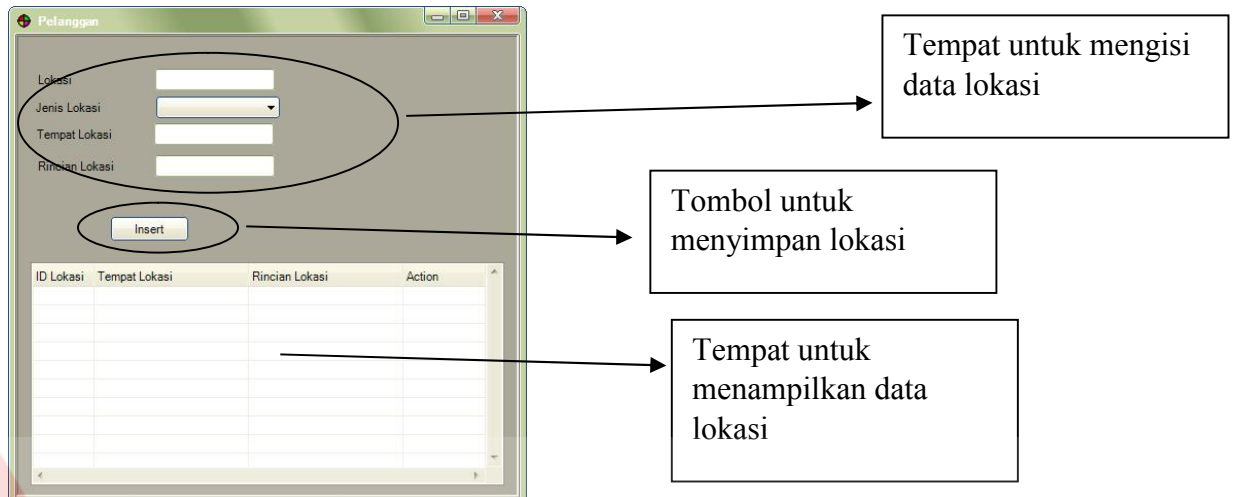 Pelanggan
Lokasi
Jenis Lokasi
Tempat Lokasi
Rincian Lokasi
Insert
ID Lokasi Tempat Lokasi Rincian Lokasi Action
Tempat untuk mengisi
data lokasi
Tombol untuk
menyimpan lokasi
Tempat untuk
menampilkan data
lokasi